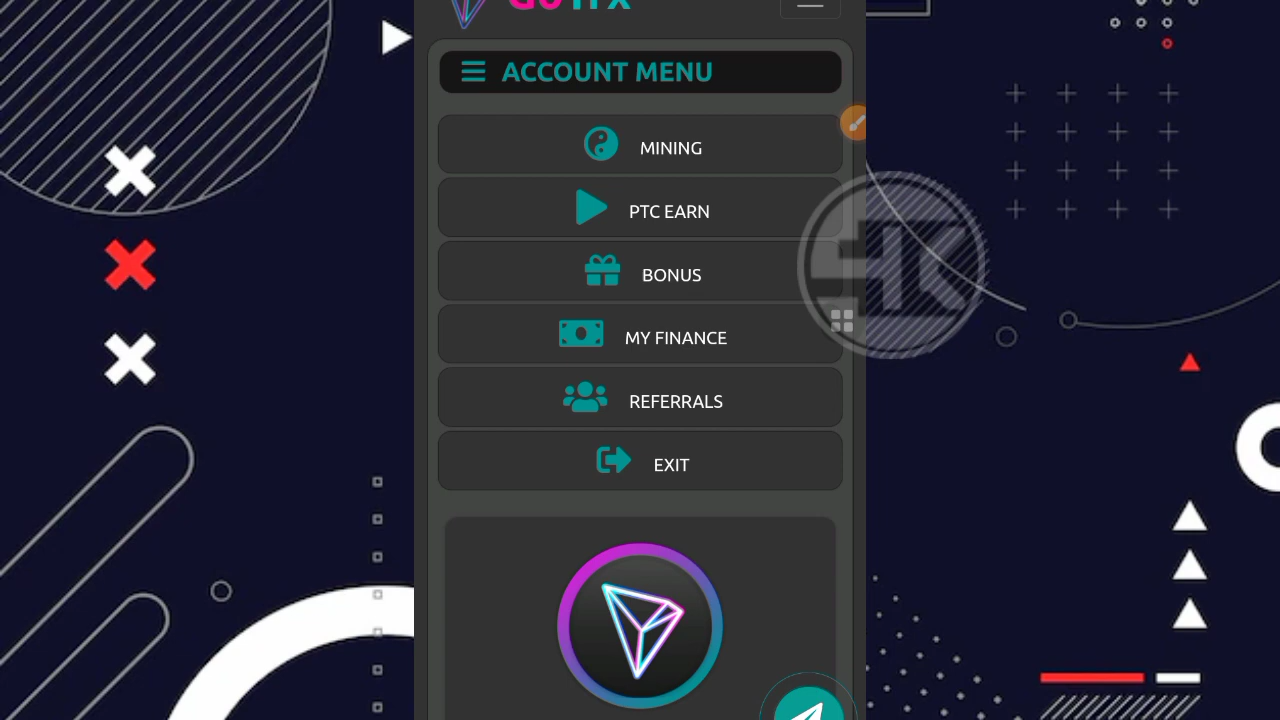 ACCOUNT MENU
MINING
PTC EARN
BONUS
MY FINANCE
REFERRALS
EXIT